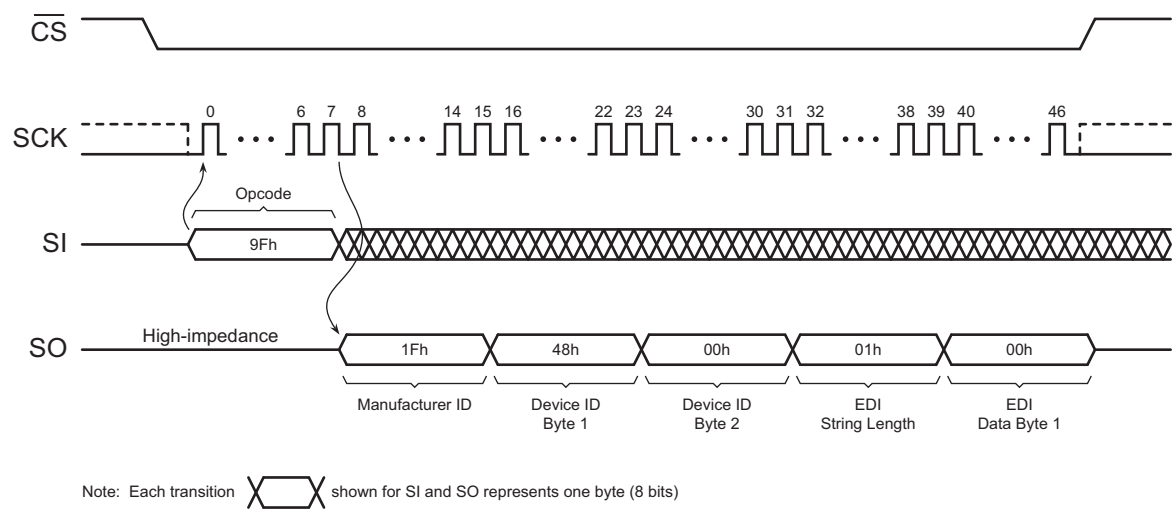 CS
SCK
0 6 7 8 14 15 16 22 23 24 30 31 32 38 39 40 46
Opcode
SI
9Fh
SO
High-impedance
1Fh 48h 00h 01h 00h
Manufacturer ID Device ID Device ID EDI EDI
Byte 1 Byte 2 String Length Data Byte 1
Note: Each transition shown for SI and SO represents one byte (8 bits)